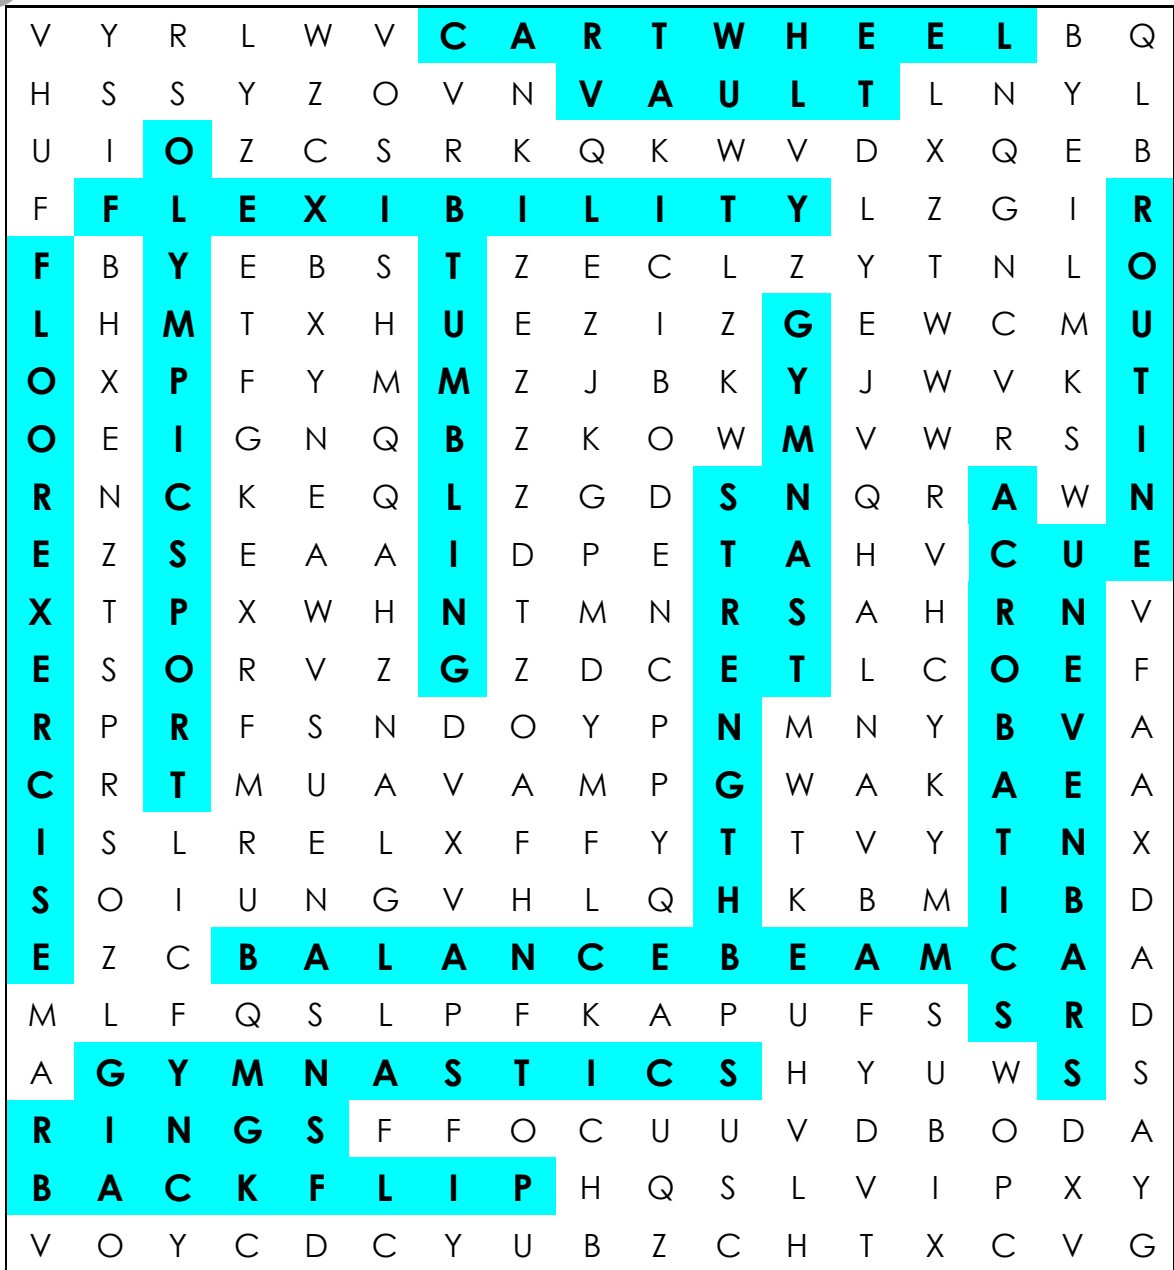 V Y R L W V C A R T W H E E L B Q
H S S Y Z O V N V A U L T L N Y L
U I O Z C S R K Q K W V D X Q E B
F F L E X I B I L I T Y L Z G I R
F B Y E B S T Z E C L Z Y T N L O
L H M T X H U E Z I Z G E W C M U
O X P F Y M M Z J B K Y J W V K T
O E I G N Q B Z K O W M V W R S I
R N C K E Q L Z G D S N Q R A W N
E Z S E A A I D P E T A H V C U E
X T P X W H N T M N R S A H R N V
E S O R V Z G Z D C E T L C O E F
R P R F S N D O Y P N M N Y B V A
C R T M U A V A M P G W A K A E A
I S L R E L X F F Y T T V Y T N X
S O I U N G V H L Q H K B M I B D
E Z C B A L A N C E B E A M C A A
M L F Q S L P F K A P U F S S R D
A G Y M N A S T I C S H Y U W S S
R I N G S F F O C U U V D B O D A
B A C K F L I P H Q S L V I P X Y
V O Y C D C Y U B Z C H T X C V G